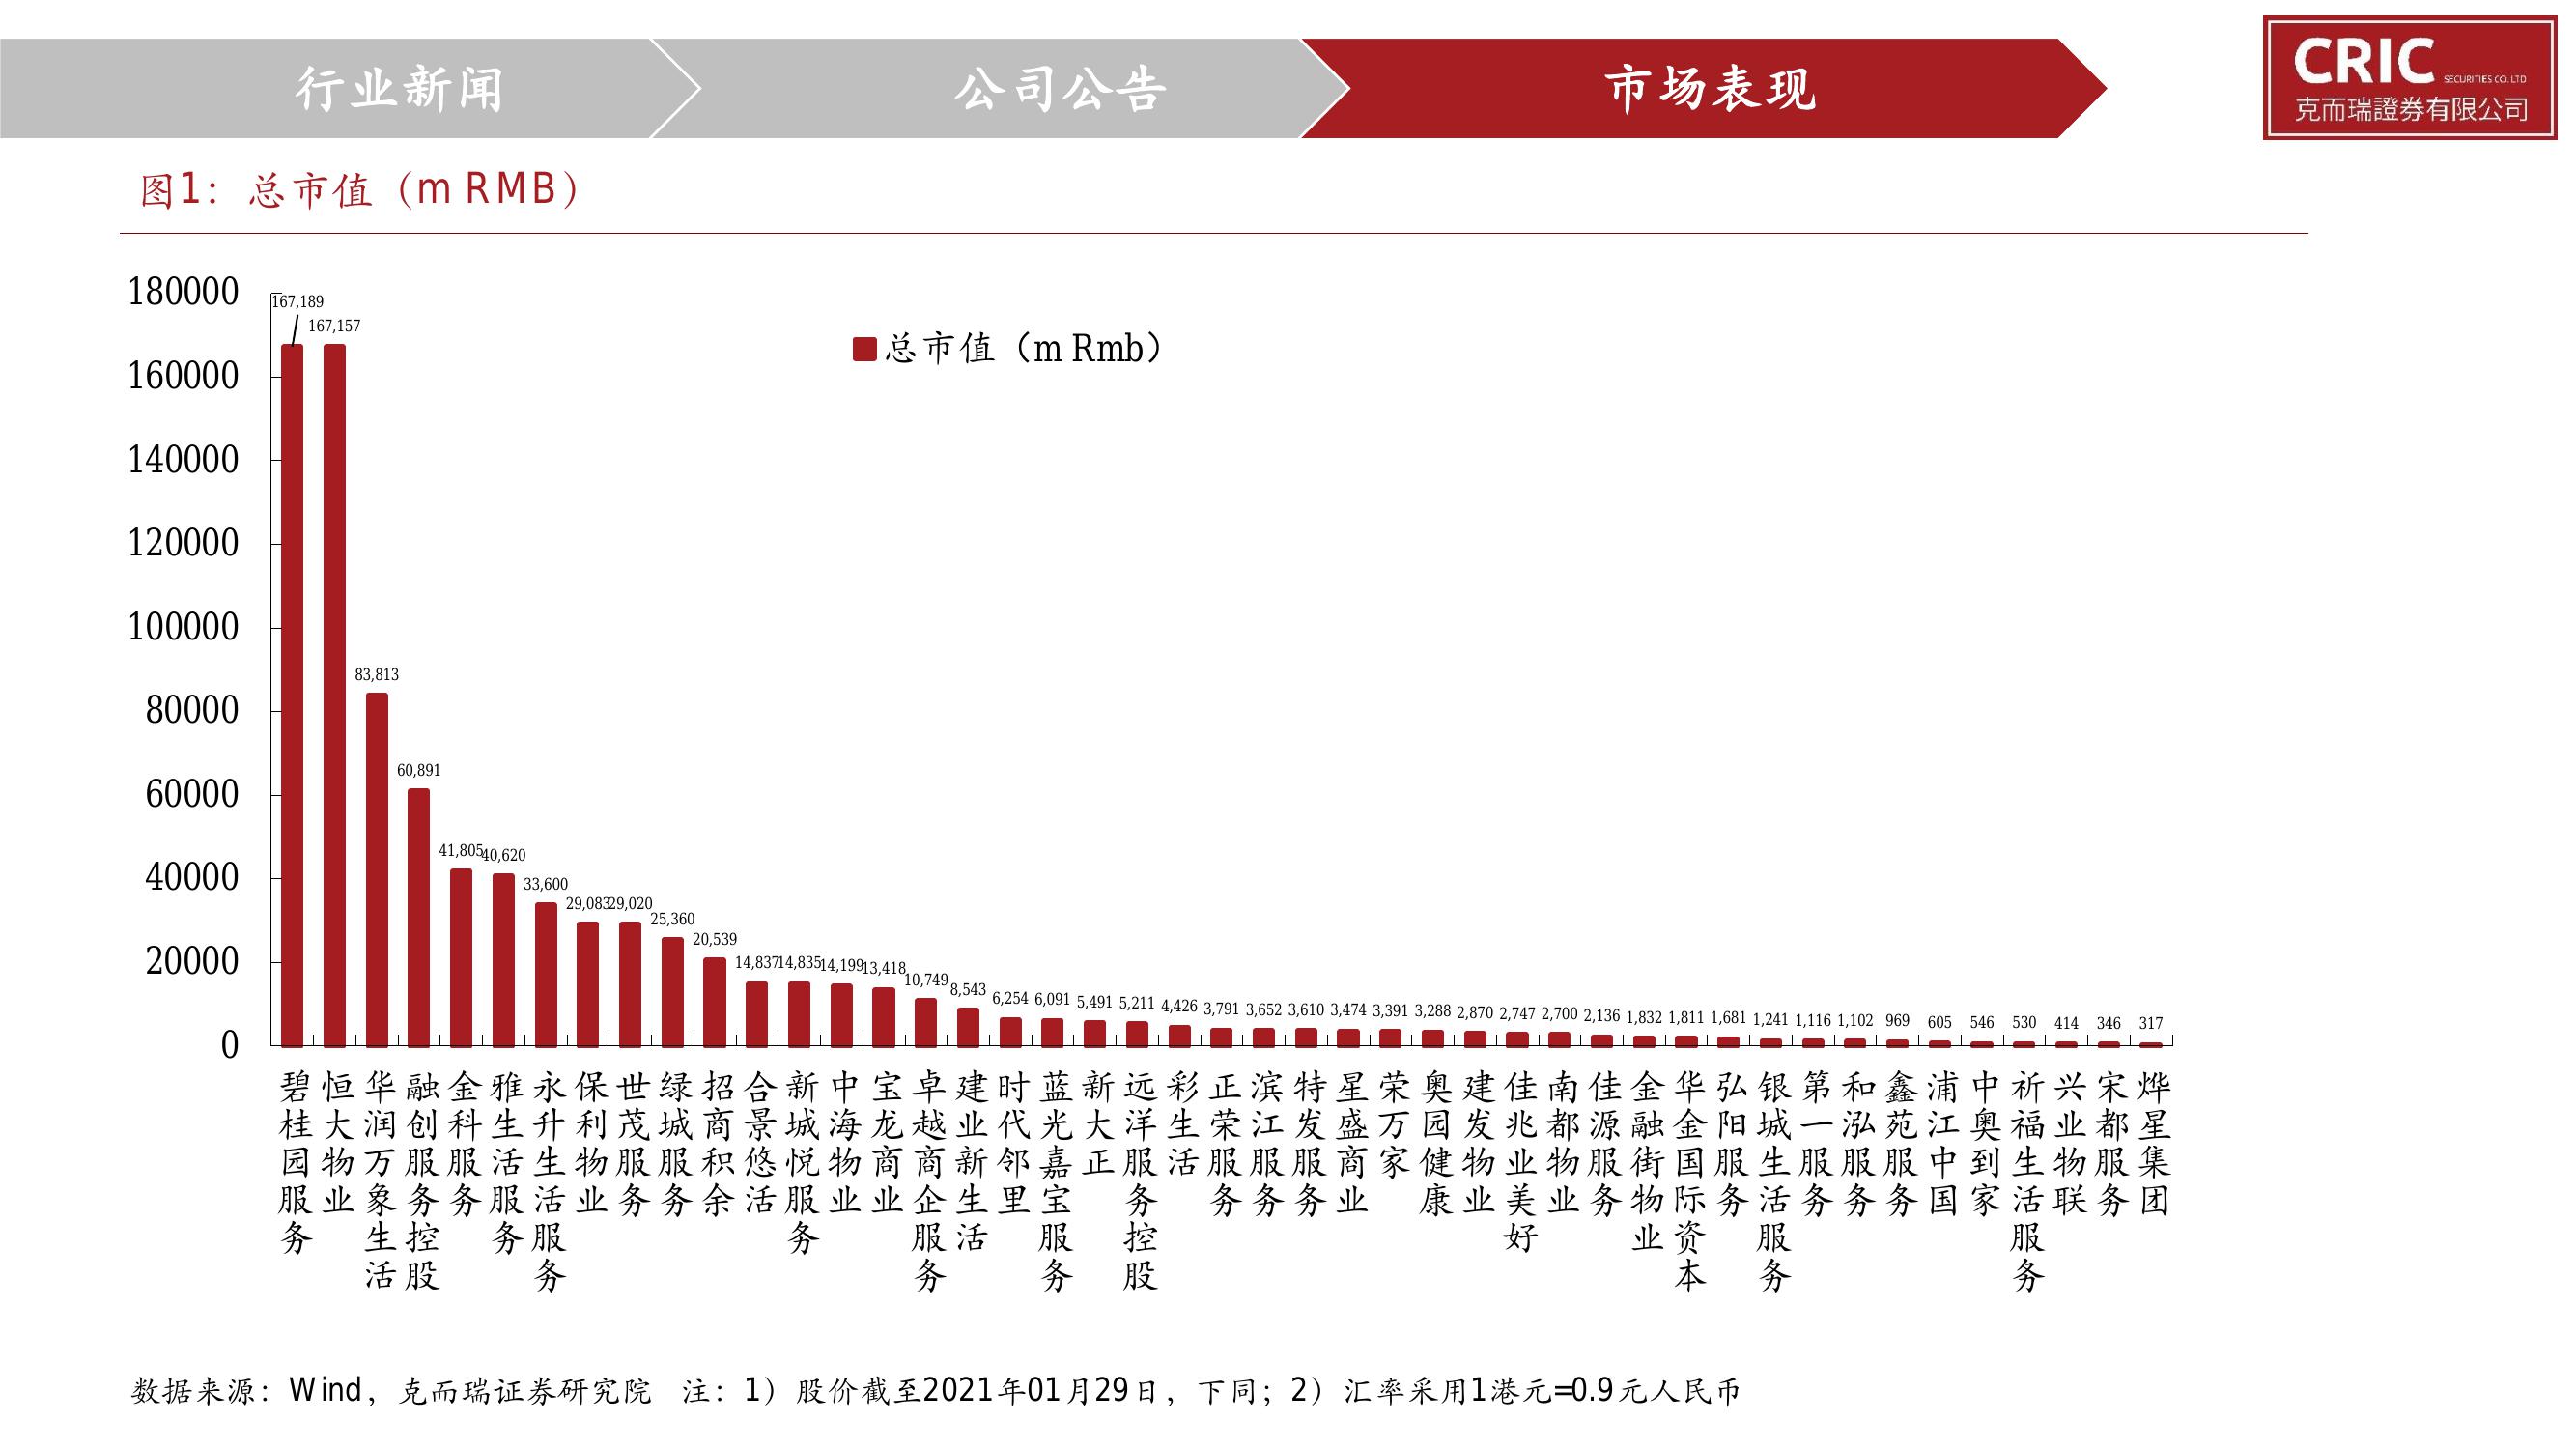 行业新闻
公司公告
市场表现
CRIC SECURITIES CO. LTD
克而瑞證券有限公司
图1：总市值（m RMB）
总市值（m Rmb）
180000
160000
140000
120000
100000
80000
60000
40000
20000
0
167,189
167,157
83,813
60,891
41,805
40,620
33,600
29,083
29,020
25,360
20,539
14,837
14,835
14,199
13,418
10,749
8,543
6,254
6,091
5,491
5,211
4,426
3,791
3,652
3,610
3,474
3,391
3,288
2,870
2,747
2,700
2,136
1,832
1,811
1,681
1,241
1,116
1,102
969
605
546
530
414
346
317
碧桂园服务
恒大物业
华润万象生活
融创服务控股
金科服务
雅生活服务
永升生活服务
保利物业
世茂服务
绿城服务
招商积余
合景悠活
新城悦服务
中海物业
宝龙商业
卓越商企服务
建业新生活
时代邻里
蓝光嘉宝服务
新大正
远洋服务控股
彩生活
正荣服务
滨江服务
特发服务
星盛商业
荣万家
奥园健康
建发物业
佳兆业美好
南都物业
佳源服务
金融街物业
华金国际资本
弘阳服务
银城生活服务
第一服务
和泓服务
鑫苑服务
浦江中国
中奥到家
祈福生活服务
兴业物联
宋都服务
烨星集团
数据来源：Wind，克而瑞证券研究院 注：1）股价截至2021年01月29日，下同；2）汇率采用1港元=0.9元人民币